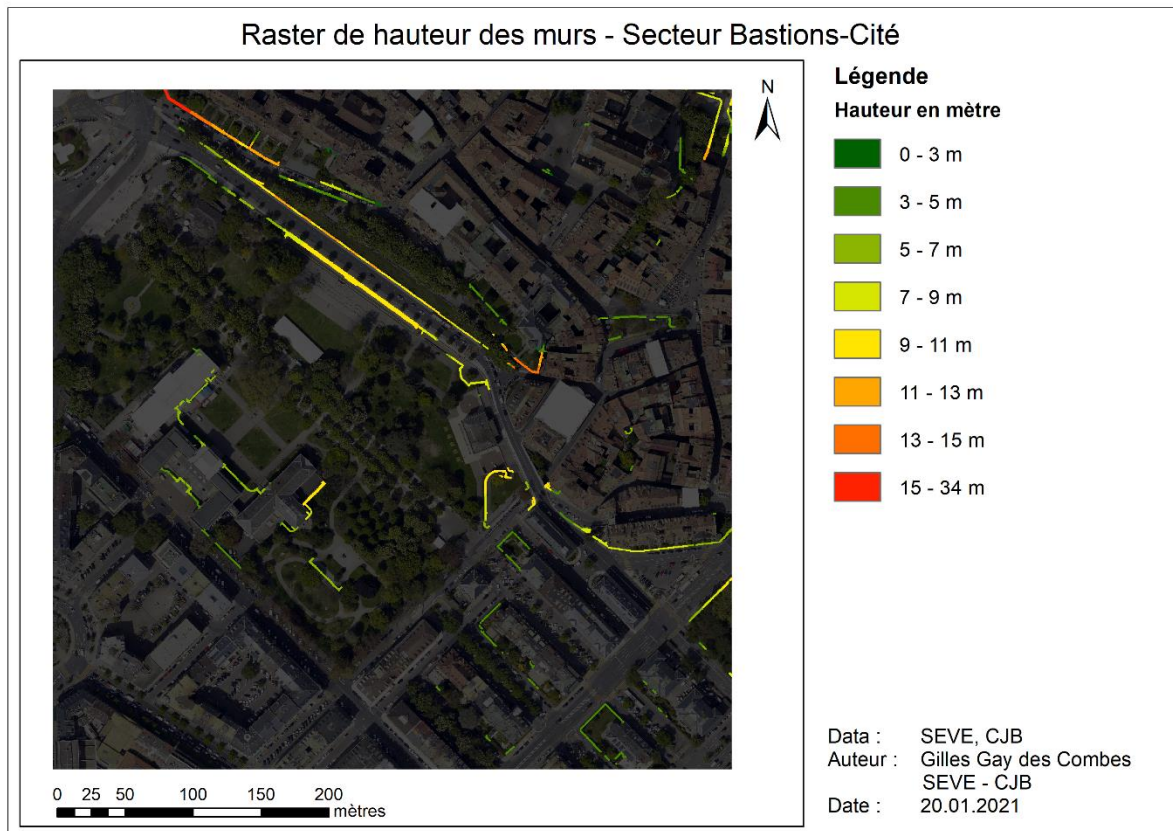 Raster de hauteur des murs - Secteur Bastions-Cité
N
Légende
Hauteur en mètre
0 - 3 m
3 - 5 m
5 - 7 m
7 - 9 m
9 - 11 m
11 - 13 m
13 - 15 m
15 - 34 m
0 25 50 100 150 200
mètres
Data : SEVE, CJB
Auteur : Gilles Gay des Combes
SEVE - CJB
Date : 20.01.2021